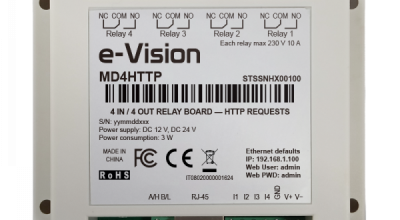 NC COM NO NC COM NO NC COM NO NC COM NO
Relay 4 Relay 3 Relay 2 Relay 1
Each relay max 230 V 10 A
e-Vision
MD4HTTP STSSNHX00100
4 IN / 4 OUT RELAY BOARD — HTTP REQUESTS
S/N: yymmddxxx
Power supply: DC 12 V, DC 24 V
Power consumption: 3 W
MADE IN
CHINA
RoHS
CE FC
IT08020000001624
Ethernet defaults
IP: 192.168.1.100
Web User: admin
Web PWD: admin
A/H B/L RJ-45 I1 I2 I3 I4 GND V+ V-